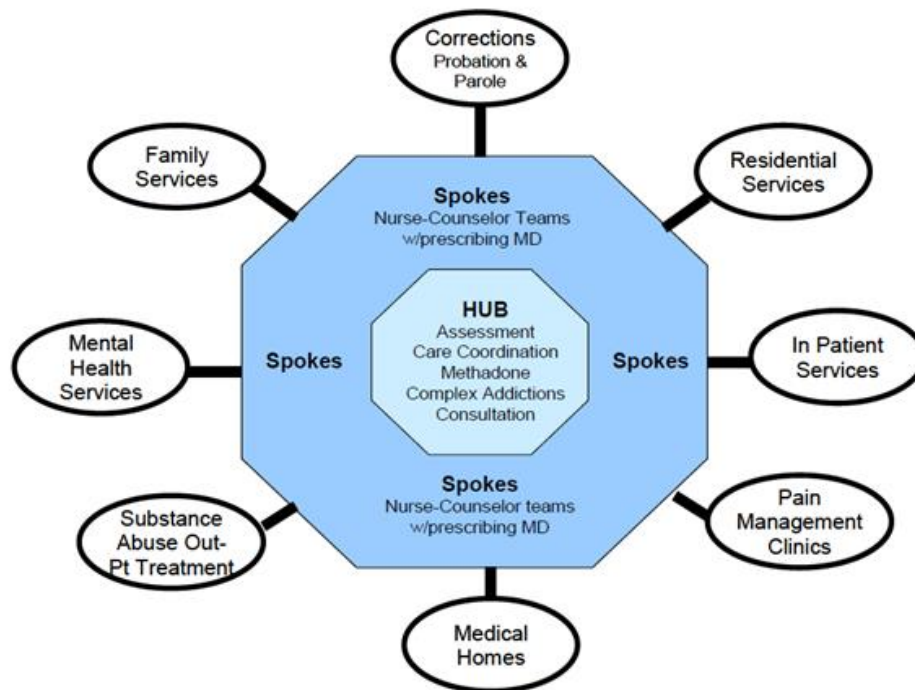 Corrections
Probation &
Parole
Family
Services
Residential
Services
Spokes
Nurse-Counselor Teams
w/prescribing MD
HUB
Assessment
Care Coordination
Methadone
Complex Addictions
Consultation
Mental
Health
Services
Spokes
Spokes
In Patient
Services
Spokes
Nurse-Counselor teams
w/prescribing MD
Substance
Abuse Out-
Pt Treatment
Pain
Management
Clinics
Medical
Homes